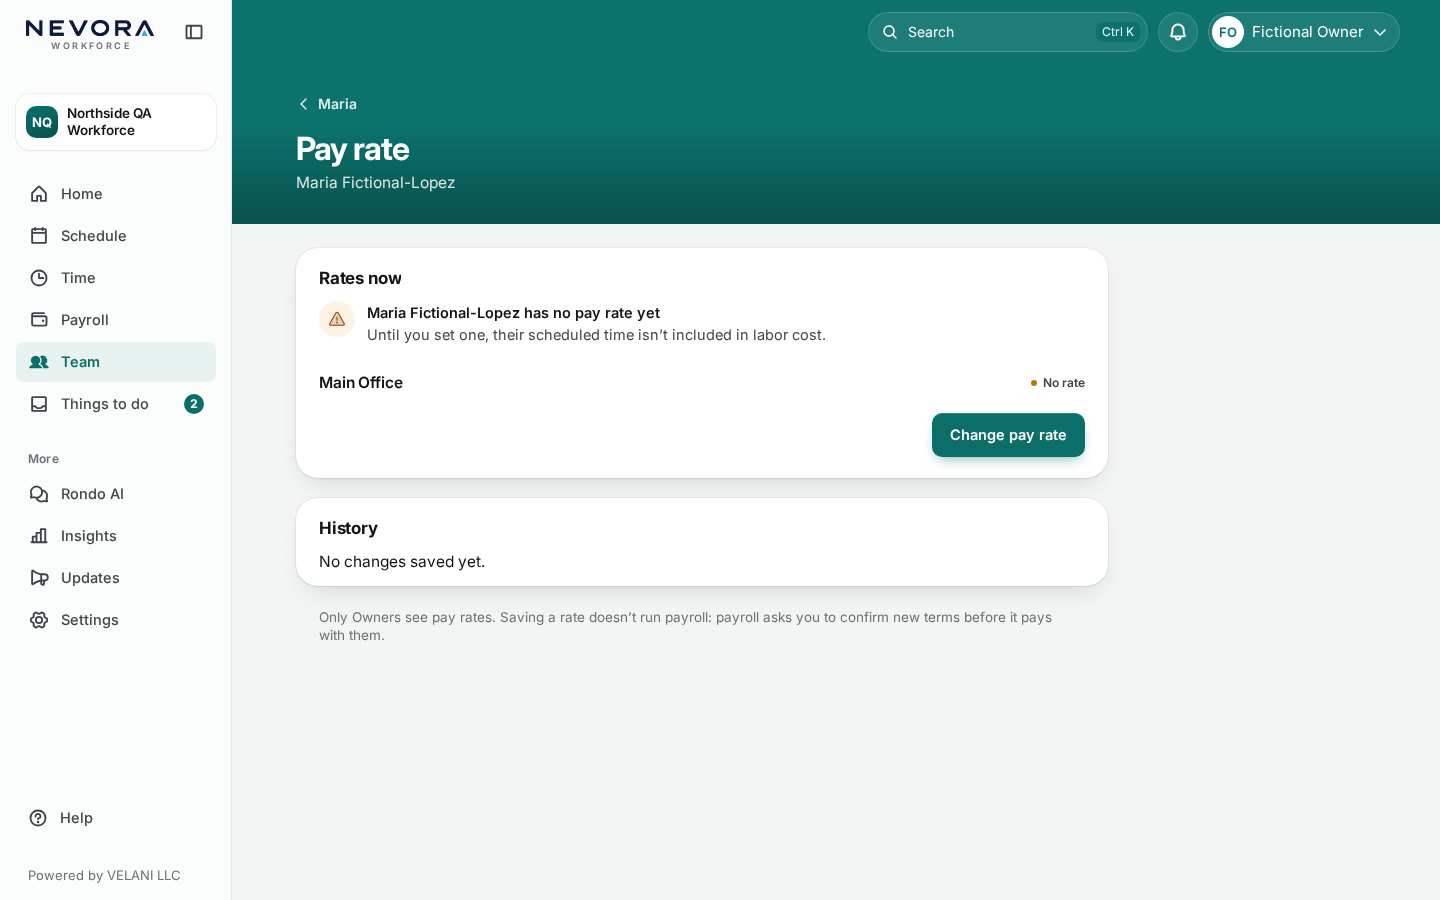 NEVORA
WORKFORCE
Search
Ctrl K
FO
Fictional Owner
NQ
Northside QA
Workforce
Home
Schedule
Time
Payroll
Team
Things to do
2
More
Rondo AI
Insights
Updates
Settings
Help
Powered by VELANI LLC
Maria
Pay rate
Maria Fictional-Lopez
Rates now
Maria Fictional-Lopez has no pay rate yet
Until you set one, their scheduled time isn’t included in labor cost.
Main Office
No rate
Change pay rate
History
No changes saved yet.
Only Owners see pay rates. Saving a rate doesn’t run payroll: payroll asks you to confirm new terms before it pays
with them.